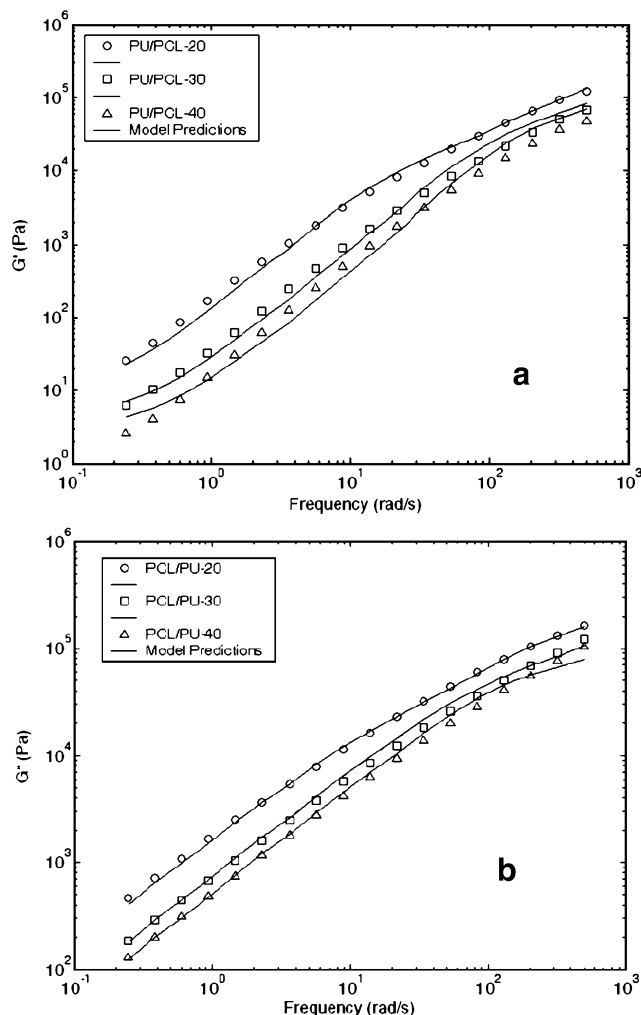 PU/PCL-20
PU/PCL-30
PU/PCL-40
Model Predictions
10^6
10^5
10^4
10^3
10^2
10^1
10^0
G' (Pa)
a
10^-1 10^0 10^1 10^2 10^3
Frequency (rad/s)
PCL/PU-20
PCL/PU-30
PCL/PU-40
Model Predictions
10^6
10^5
10^4
10^3
10^2
G" (Pa)
b
10^-1 10^0 10^1 10^2 10^3
Frequency (rad/s)